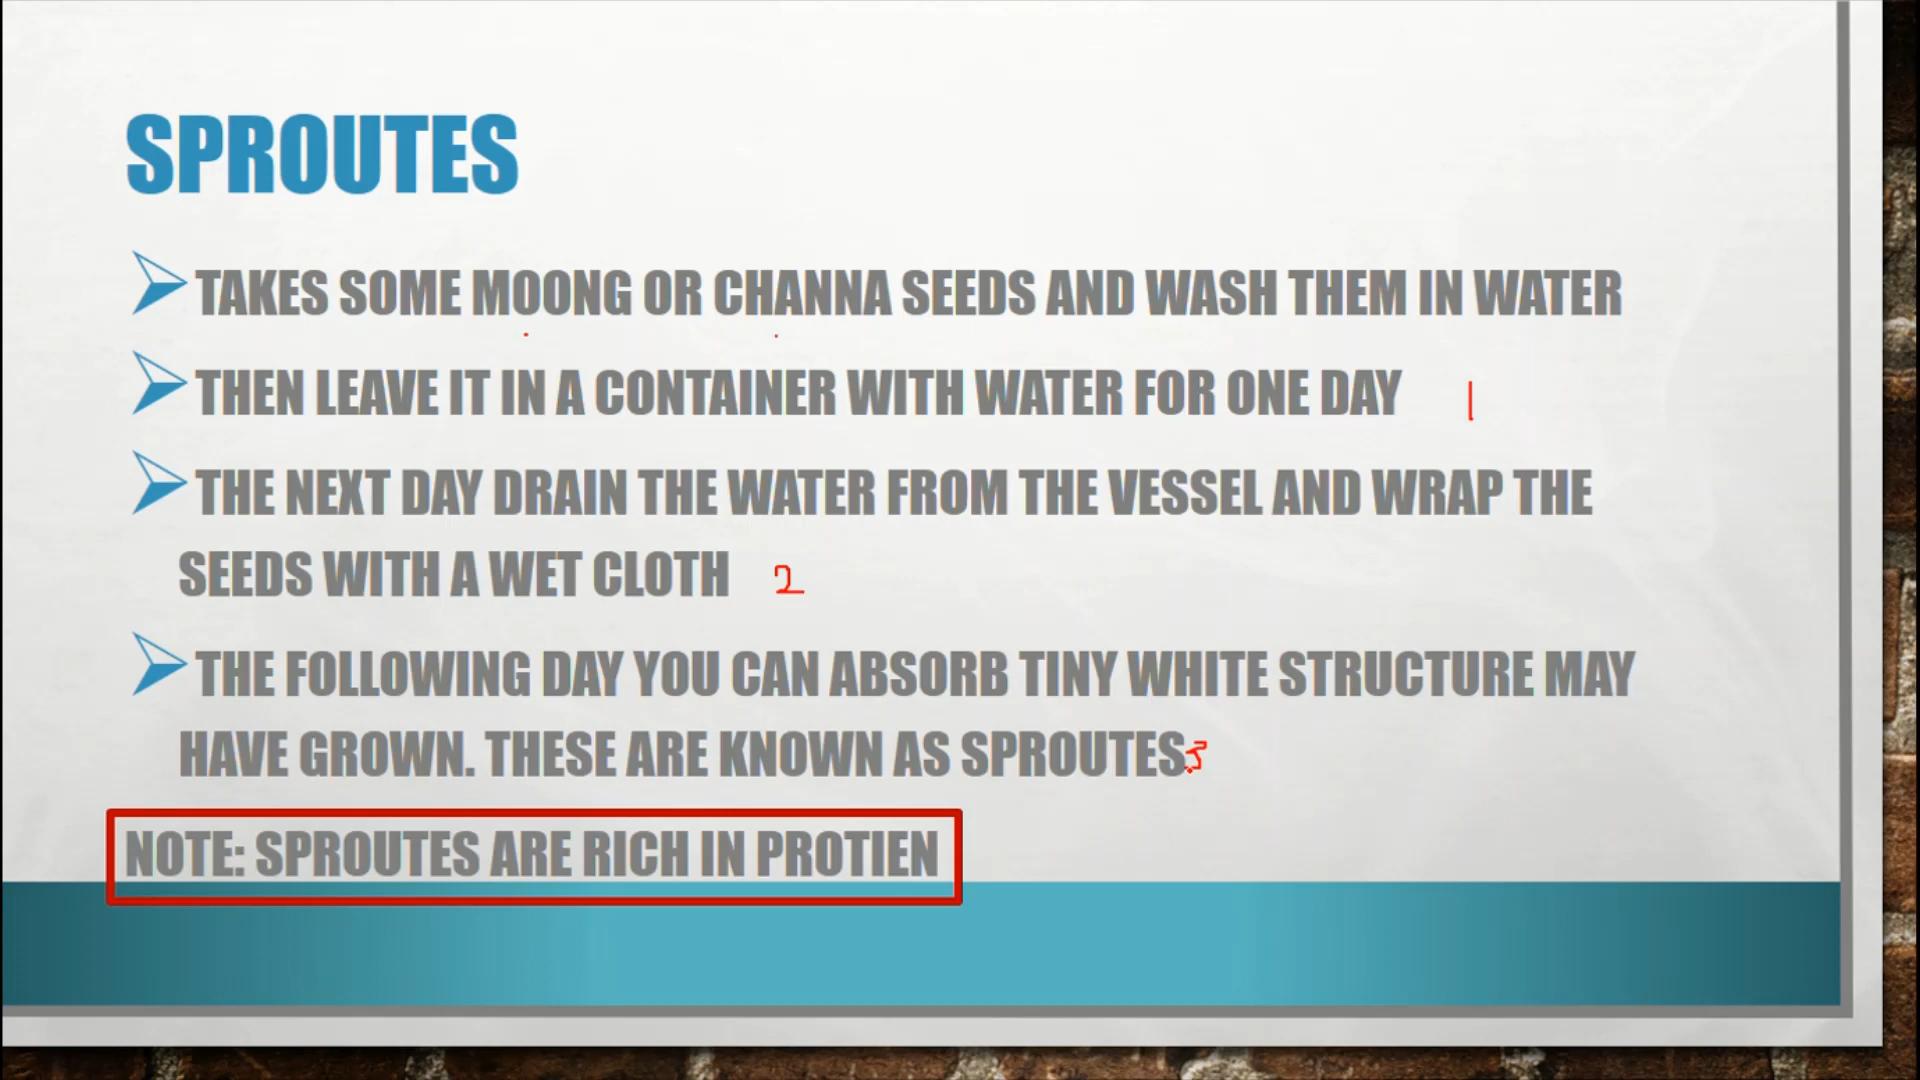 SPROUTES
TAKES SOME MOONG OR CHANNA SEEDS AND WASH THEM IN WATER
THEN LEAVE IT IN A CONTAINER WITH WATER FOR ONE DAY 1
THE NEXT DAY DRAIN THE WATER FROM THE VESSEL AND WRAP THE
SEEDS WITH A WET CLOTH 2
THE FOLLOWING DAY YOU CAN ABSORB TINY WHITE STRUCTURE MAY
HAVE GROWN. THESE ARE KNOWN AS SPROUTES. 3
NOTE: SPROUTES ARE RICH IN PROTIEN